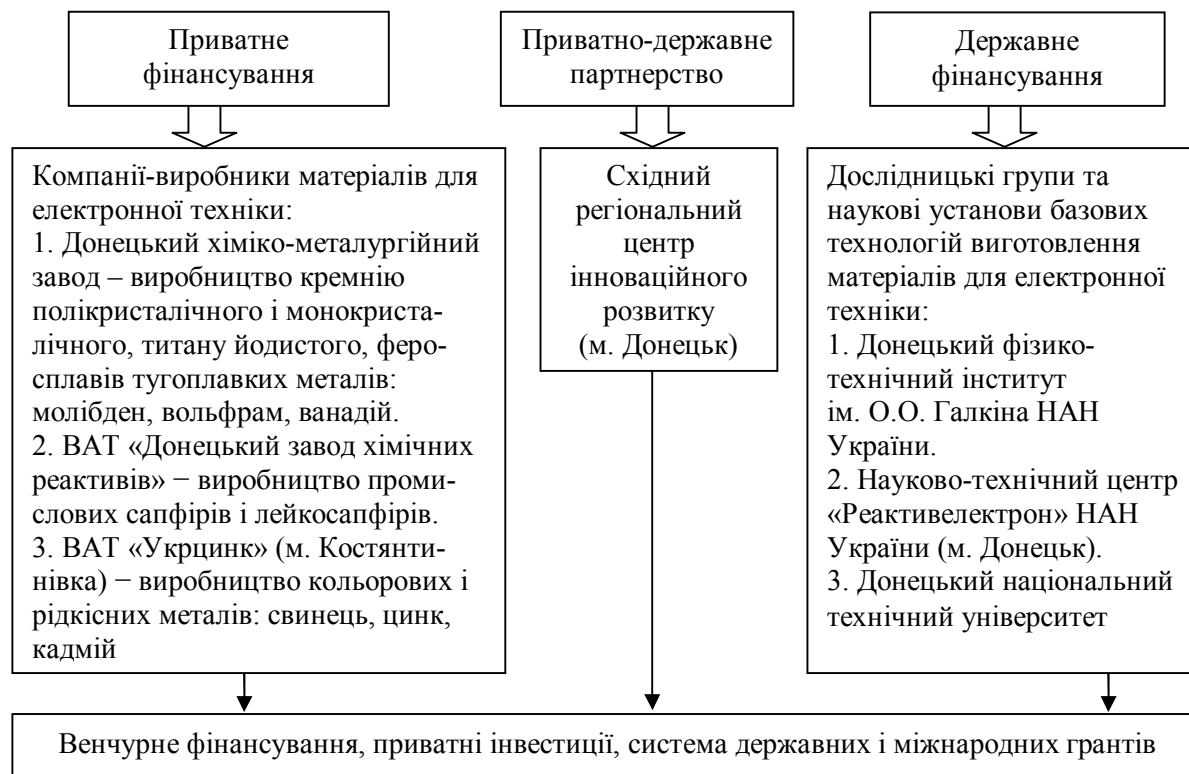 Приватне
фінансування
Приватно-державне
партнерство
Державне
фінансування
Компанії-виробники матеріалів для
електронної техніки:
1. Донецький хіміко-металургійний
завод – виробництво кремнію
полікристалічного і монокриста-
лічного, титану йодистого, феро-
сплавів тугоплавких металів:
молібден, вольфрам, ванадій.
2. ВАТ «Донецький завод хімічних
реактивів» − виробництво проми-
слових сапфірів і лейкосапфірів.
3. ВАТ «Укрцинк» (м. Костянти-
нівка) − виробництво кольорових і
рідкісних металів: свинець, цинк,
кадмій
Східний
регіональний
центр
інноваційного
розвитку
(м. Донецьк)
Дослідницькі групи та
наукові установи базових
технологій виготовлення
матеріалів для електронної
техніки:
1. Донецький фізико-
технічний інститут
ім. О.О. Галкіна НАН
України.
2. Науково-технічний центр
«Реактивелектрон» НАН
України (м. Донецьк).
3. Донецький національний
технічний університет
Венчурне фінансування, приватні інвестиції, система державних і міжнародних грантів